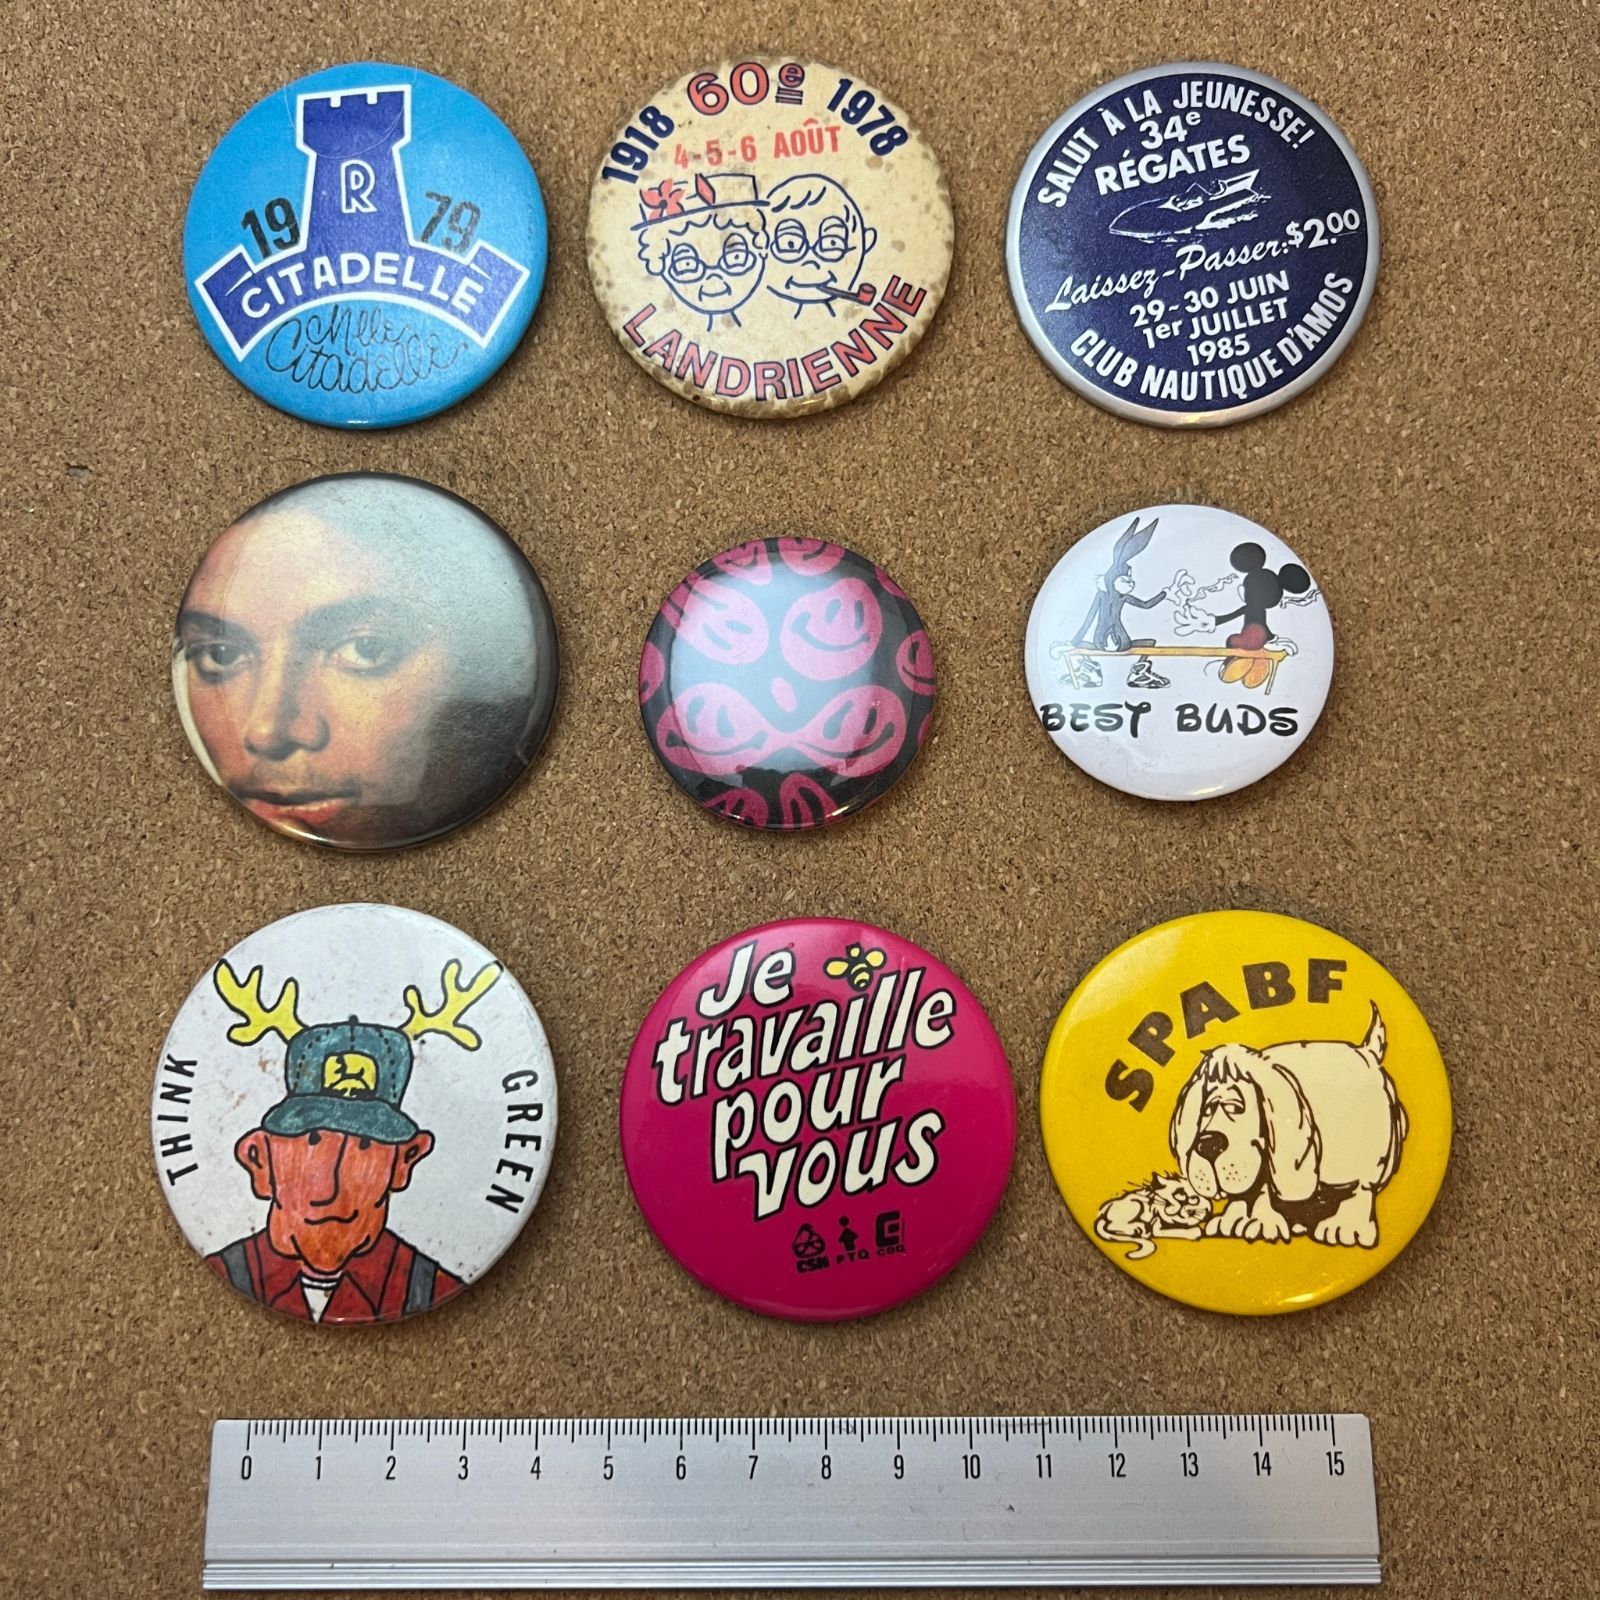 R
19 79
CITADELLE
Mlle
Citadelle
1918 60e 1978
4-5-6 AOÛT
LANDRIENNE
SALUT À LA JEUNESSE!
34e
RÉGATES
Laissez-Passer: $2.00
29-30 JUIN
1er JUILLET
1985
CLUB NAUTIQUE D'AMOS
BEST BUDS
THINK
GREEN
Je
travaille
pour
vous
CSN FTQ CEQ
SPABF
0 1 2 3 4 5 6 7 8 9 10 11 12 13 14 15